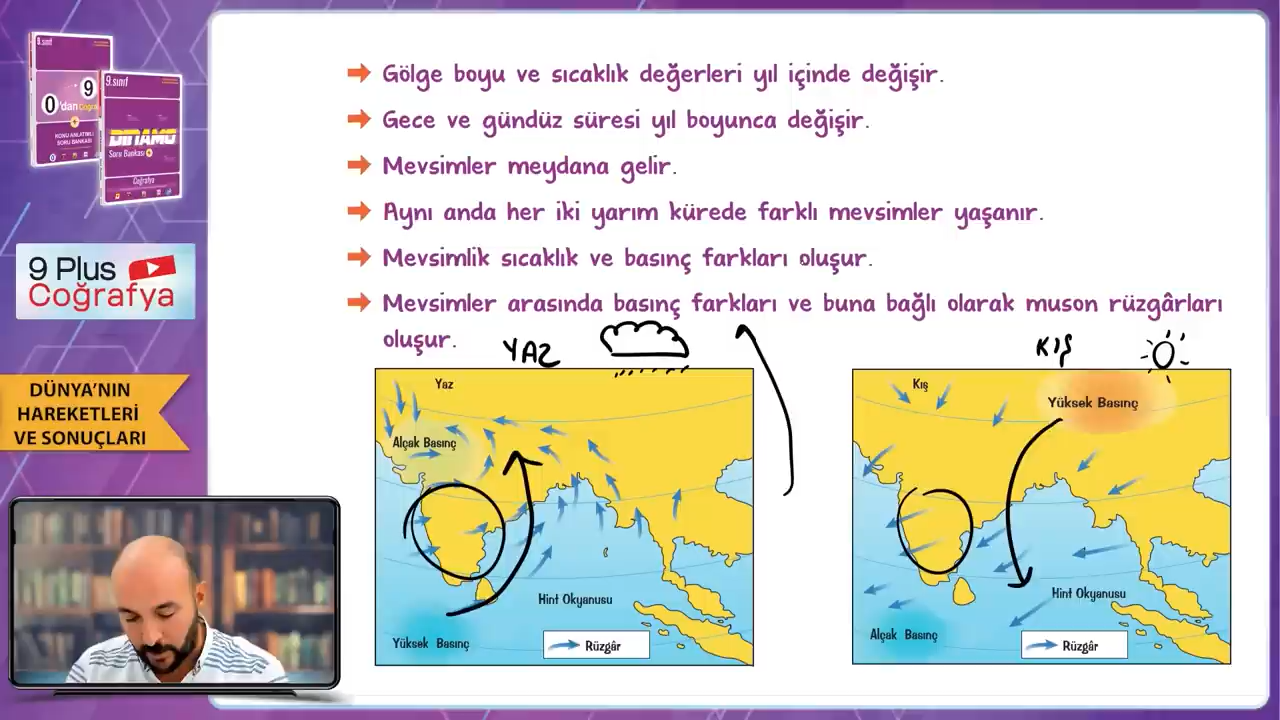 9.sınıf
0'dan
9
KONU ANLATIMLI
SORU BANKASI
9.sınıf
DİNAMO
Soru Bankası
Coğrafya
9 Plus
Coğrafya
DÜNYA'NIN
HAREKETLERİ
VE SONUÇLARI
Gölge boyu ve sıcaklık değerleri yıl içinde değişir.
Gece ve gündüz süresi yıl boyunca değişir.
Mevsimler meydana gelir.
Aynı anda her iki yarım kürede farklı mevsimler yaşanır.
Mevsimlik sıcaklık ve basınç farkları oluşur.
Mevsimler arasında basınç farkları ve buna bağlı olarak muson rüzgârları
oluşur.
YAZ
Yaz
Alçak Basınç
Hint Okyanusu
Yüksek Basınç
Rüzgâr
KIŞ
Kış
Yüksek Basınç
Hint Okyanusu
Alçak Basınç
Rüzgâr